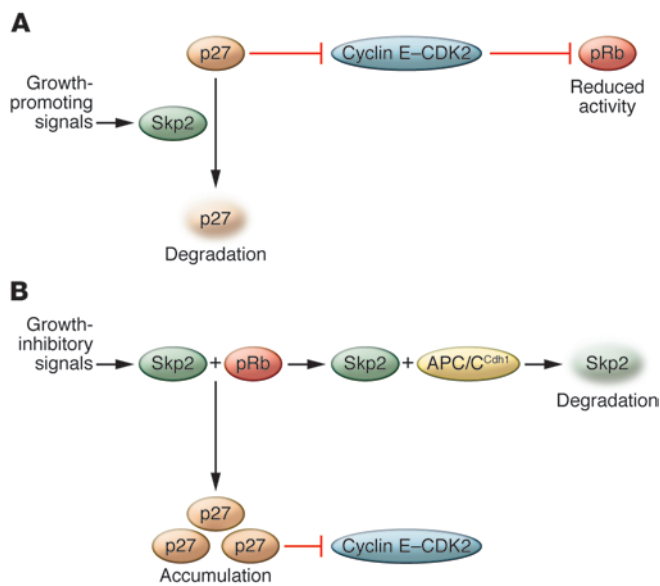 A
p27
Cyclin E–CDK2
pRb
Growth-
promoting
signals
Skp2
Reduced
activity
p27
Degradation
B
Growth-
inhibitory
signals
Skp2 + pRb
Skp2 + APC/C^Cdh1
Skp2
Degradation
p27
p27
p27
Cyclin E–CDK2
Accumulation